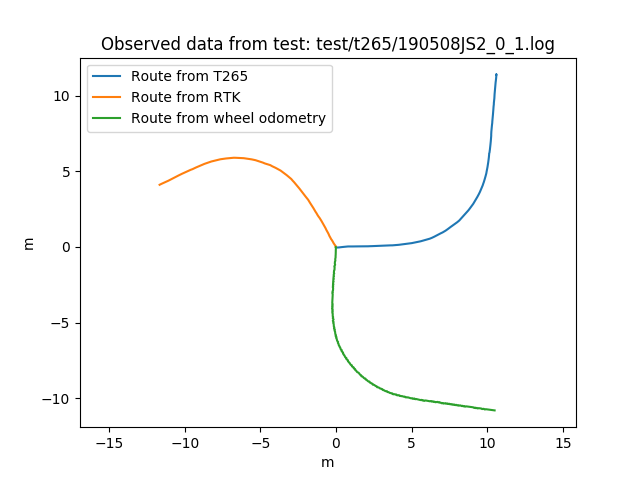 Observed data from test: test/t265/190508JS2_0_1.log
Route from T265
Route from RTK
Route from wheel odometry
10
5
0
−5
−10
m
−15
−10
−5
0
5
10
15
m